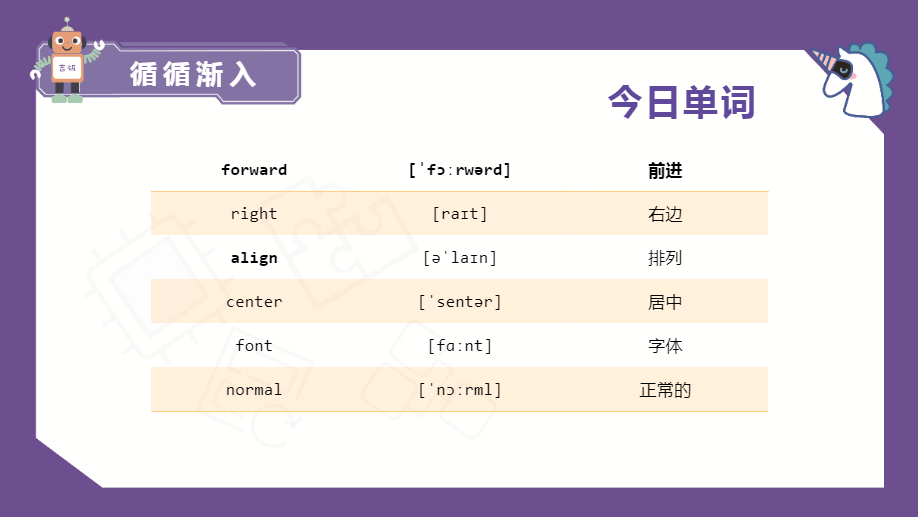 循循渐入
今日单词
forward [ˈfɔːrwərd] 前进
right [raɪt] 右边
align [əˈlaɪn] 排列
center [ˈsentər] 居中
font [fɑːnt] 字体
normal [ˈnɔːrml] 正常的